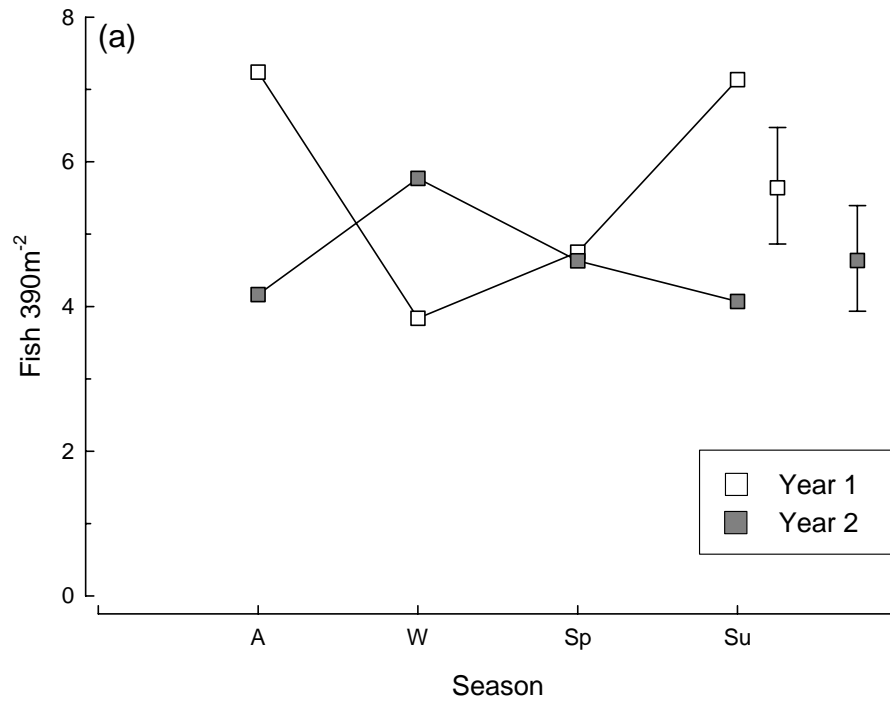 (a)
8
6
4
2
0
Fish 390m⁻²
A W Sp Su
Season
Year 1
Year 2